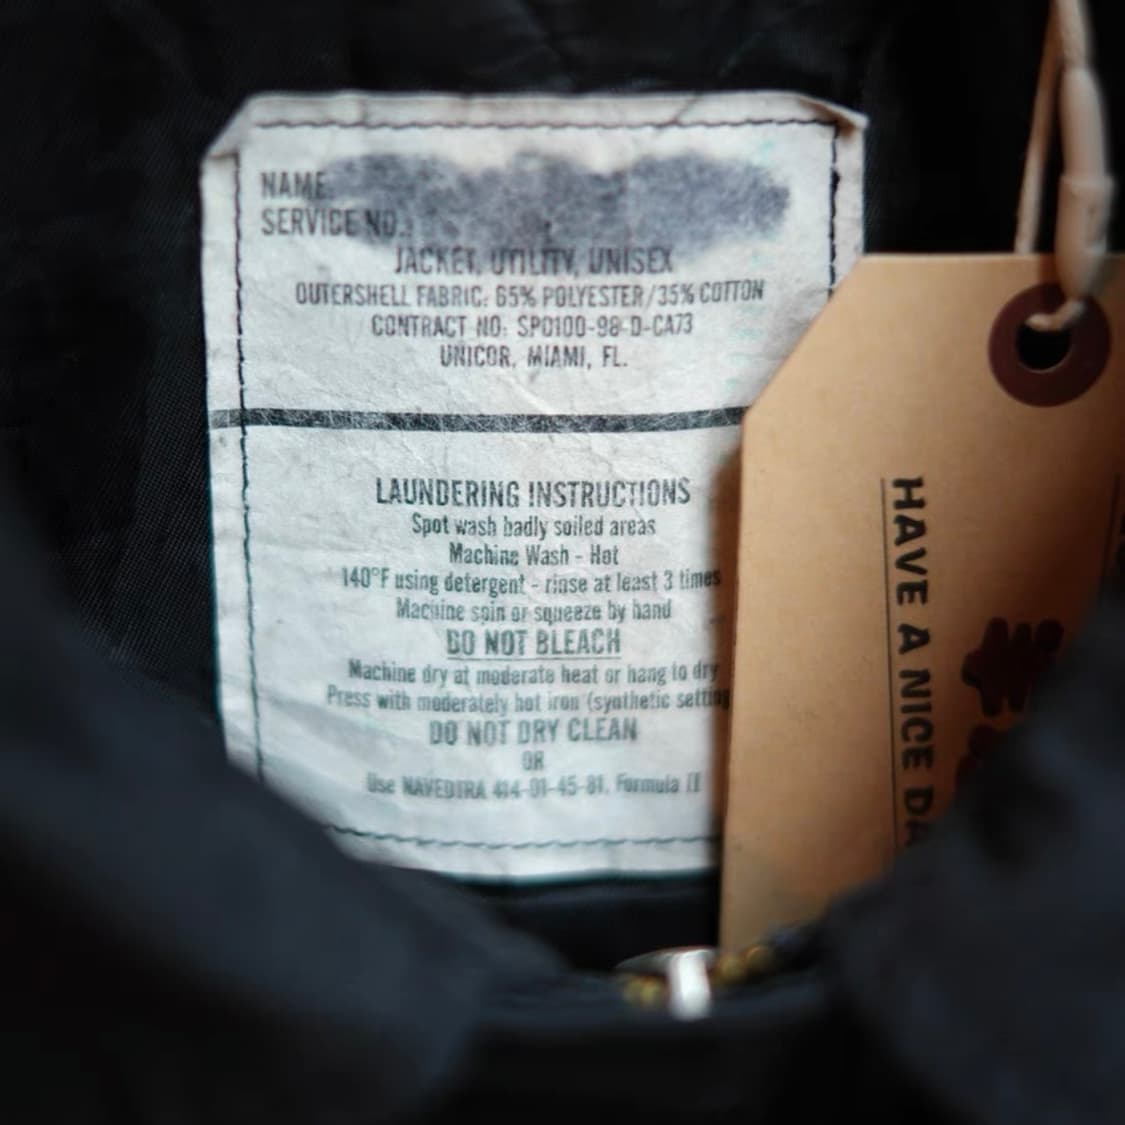 NAME:
SERVICE NO.:
JACKET, UTILITY, UNISEX
OUTERSHELL FABRIC: 65% POLYESTER/35% COTTON
CONTRACT NO: SPO100-98-D-CA73
UNICOR, MIAMI, FL.
LAUNDERING INSTRUCTIONS
Spot wash badly soiled areas
Machine Wash - Hot
140°F using detergent - rinse at least 3 times
Machine spin or squeeze by hand
DO NOT BLEACH
Machine dry at moderate heat or hang to dry
Press with moderately hot iron (synthetic setting
DO NOT DRY CLEAN
OR
Use NAVEDTRA 414-01-45-81, Formula II
HAVE A NICE DA